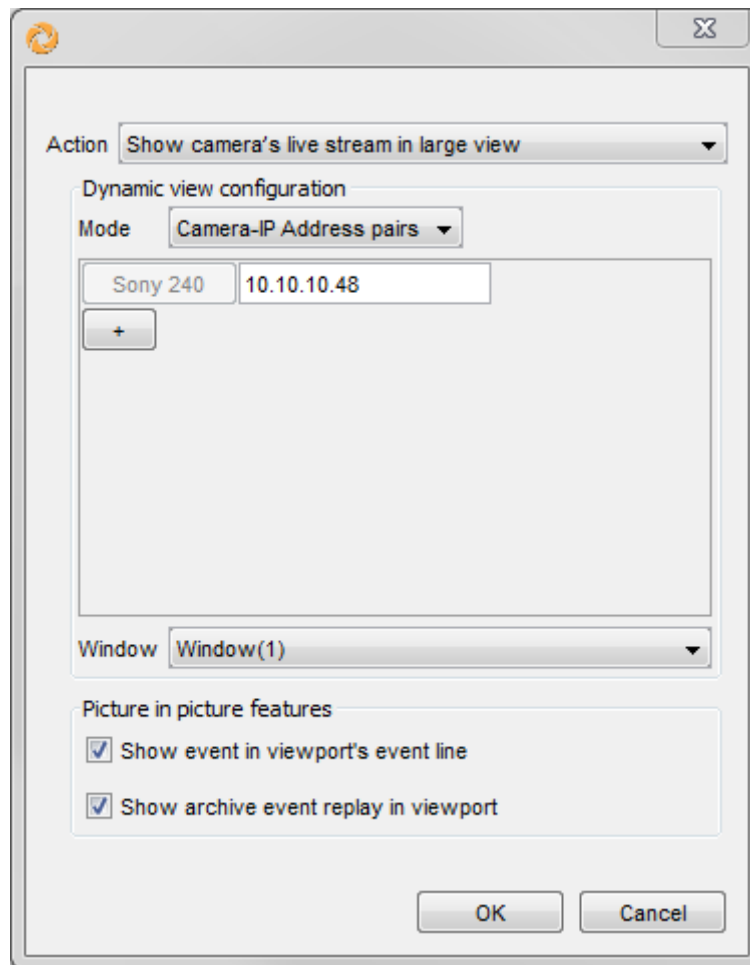 Action Show camera's live stream in large view
Dynamic view configuration
Mode Camera-IP Address pairs
Sony 240 10.10.10.48
+
Window Window(1)
Picture in picture features
Show event in viewport's event line
Show archive event replay in viewport
OK Cancel